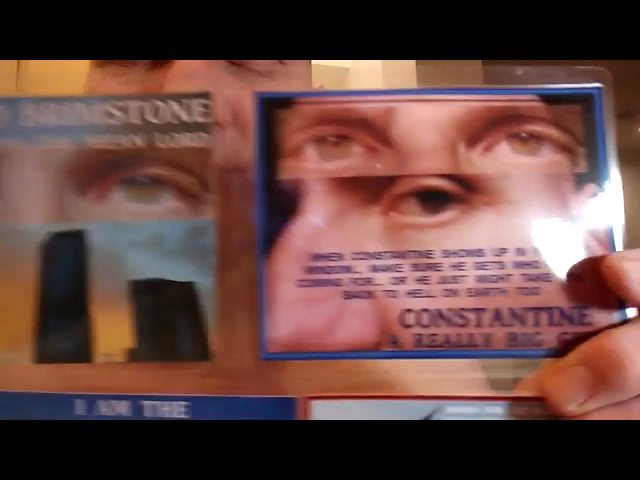 BRIMSTONE
LORD
WHEN CONSTANTINE SHOWS UP IN
WINDOW... MAKE SURE HE GETS
COMING FOR... OR HE JUST MIGHT TAKE
BACK TO HELL ON EARTH TOO
CONSTANTINE
A REALLY BIG
I AM THE